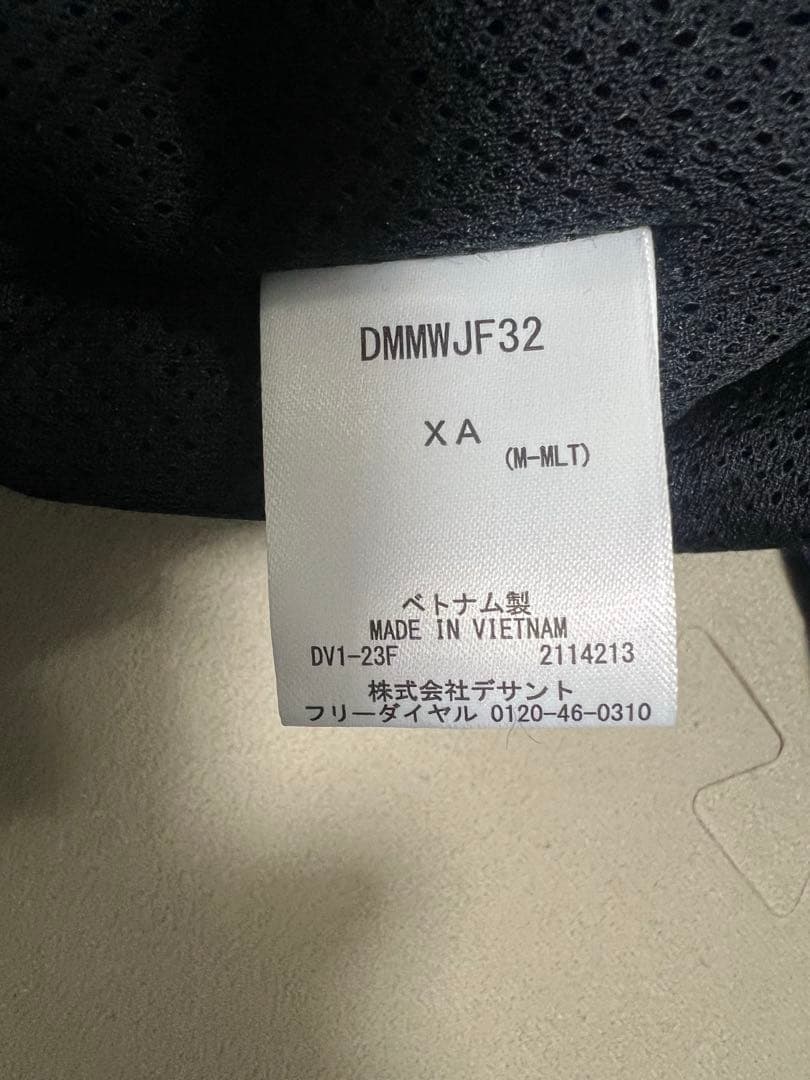 DMMWJF32
XA
(M-MLT)
ベトナム製
MADE IN VIETNAM
DV1-23F 2114213
株式会社デサント
フリーダイヤル 0120-46-0310